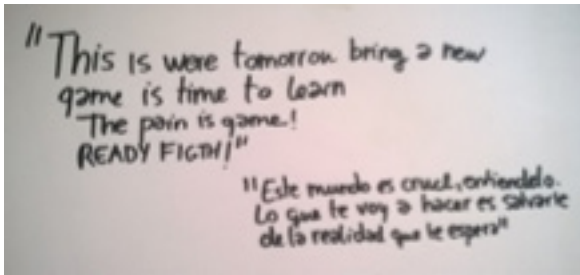 "This is were tomorrow bring a new
game is time to learn
The pain is game!
READY FIGTH!"
"Este mundo es cruel, entiendelo.
Lo que te voy a hacer es salvarte
de la realidad que te espera"